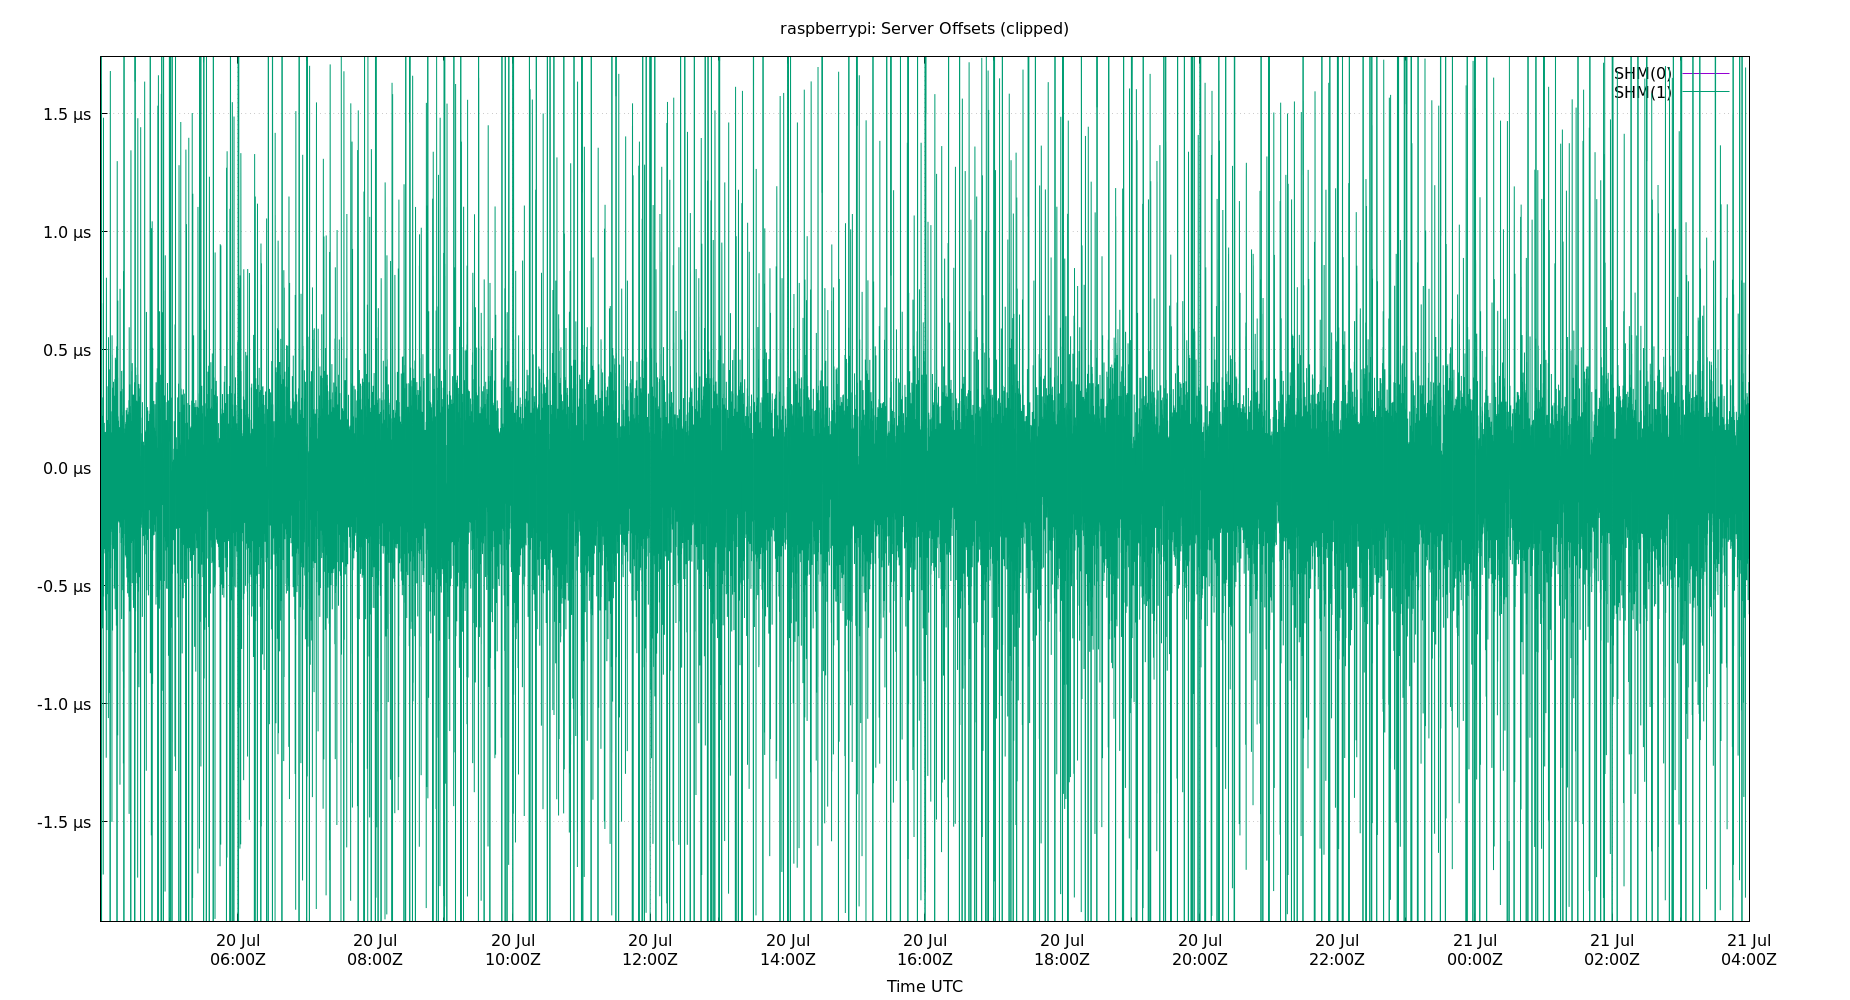 raspberrypi: Server Offsets (clipped)
SHM(0)
SHM(1)
1.5 µs
1.0 µs
0.5 µs
0.0 µs
-0.5 µs
-1.0 µs
-1.5 µs
20 Jul 20 Jul 20 Jul 20 Jul 20 Jul 20 Jul 20 Jul 20 Jul 20 Jul 21 Jul 21 Jul 21 Jul
06:00Z 08:00Z 10:00Z 12:00Z 14:00Z 16:00Z 18:00Z 20:00Z 22:00Z 00:00Z 02:00Z 04:00Z
Time UTC